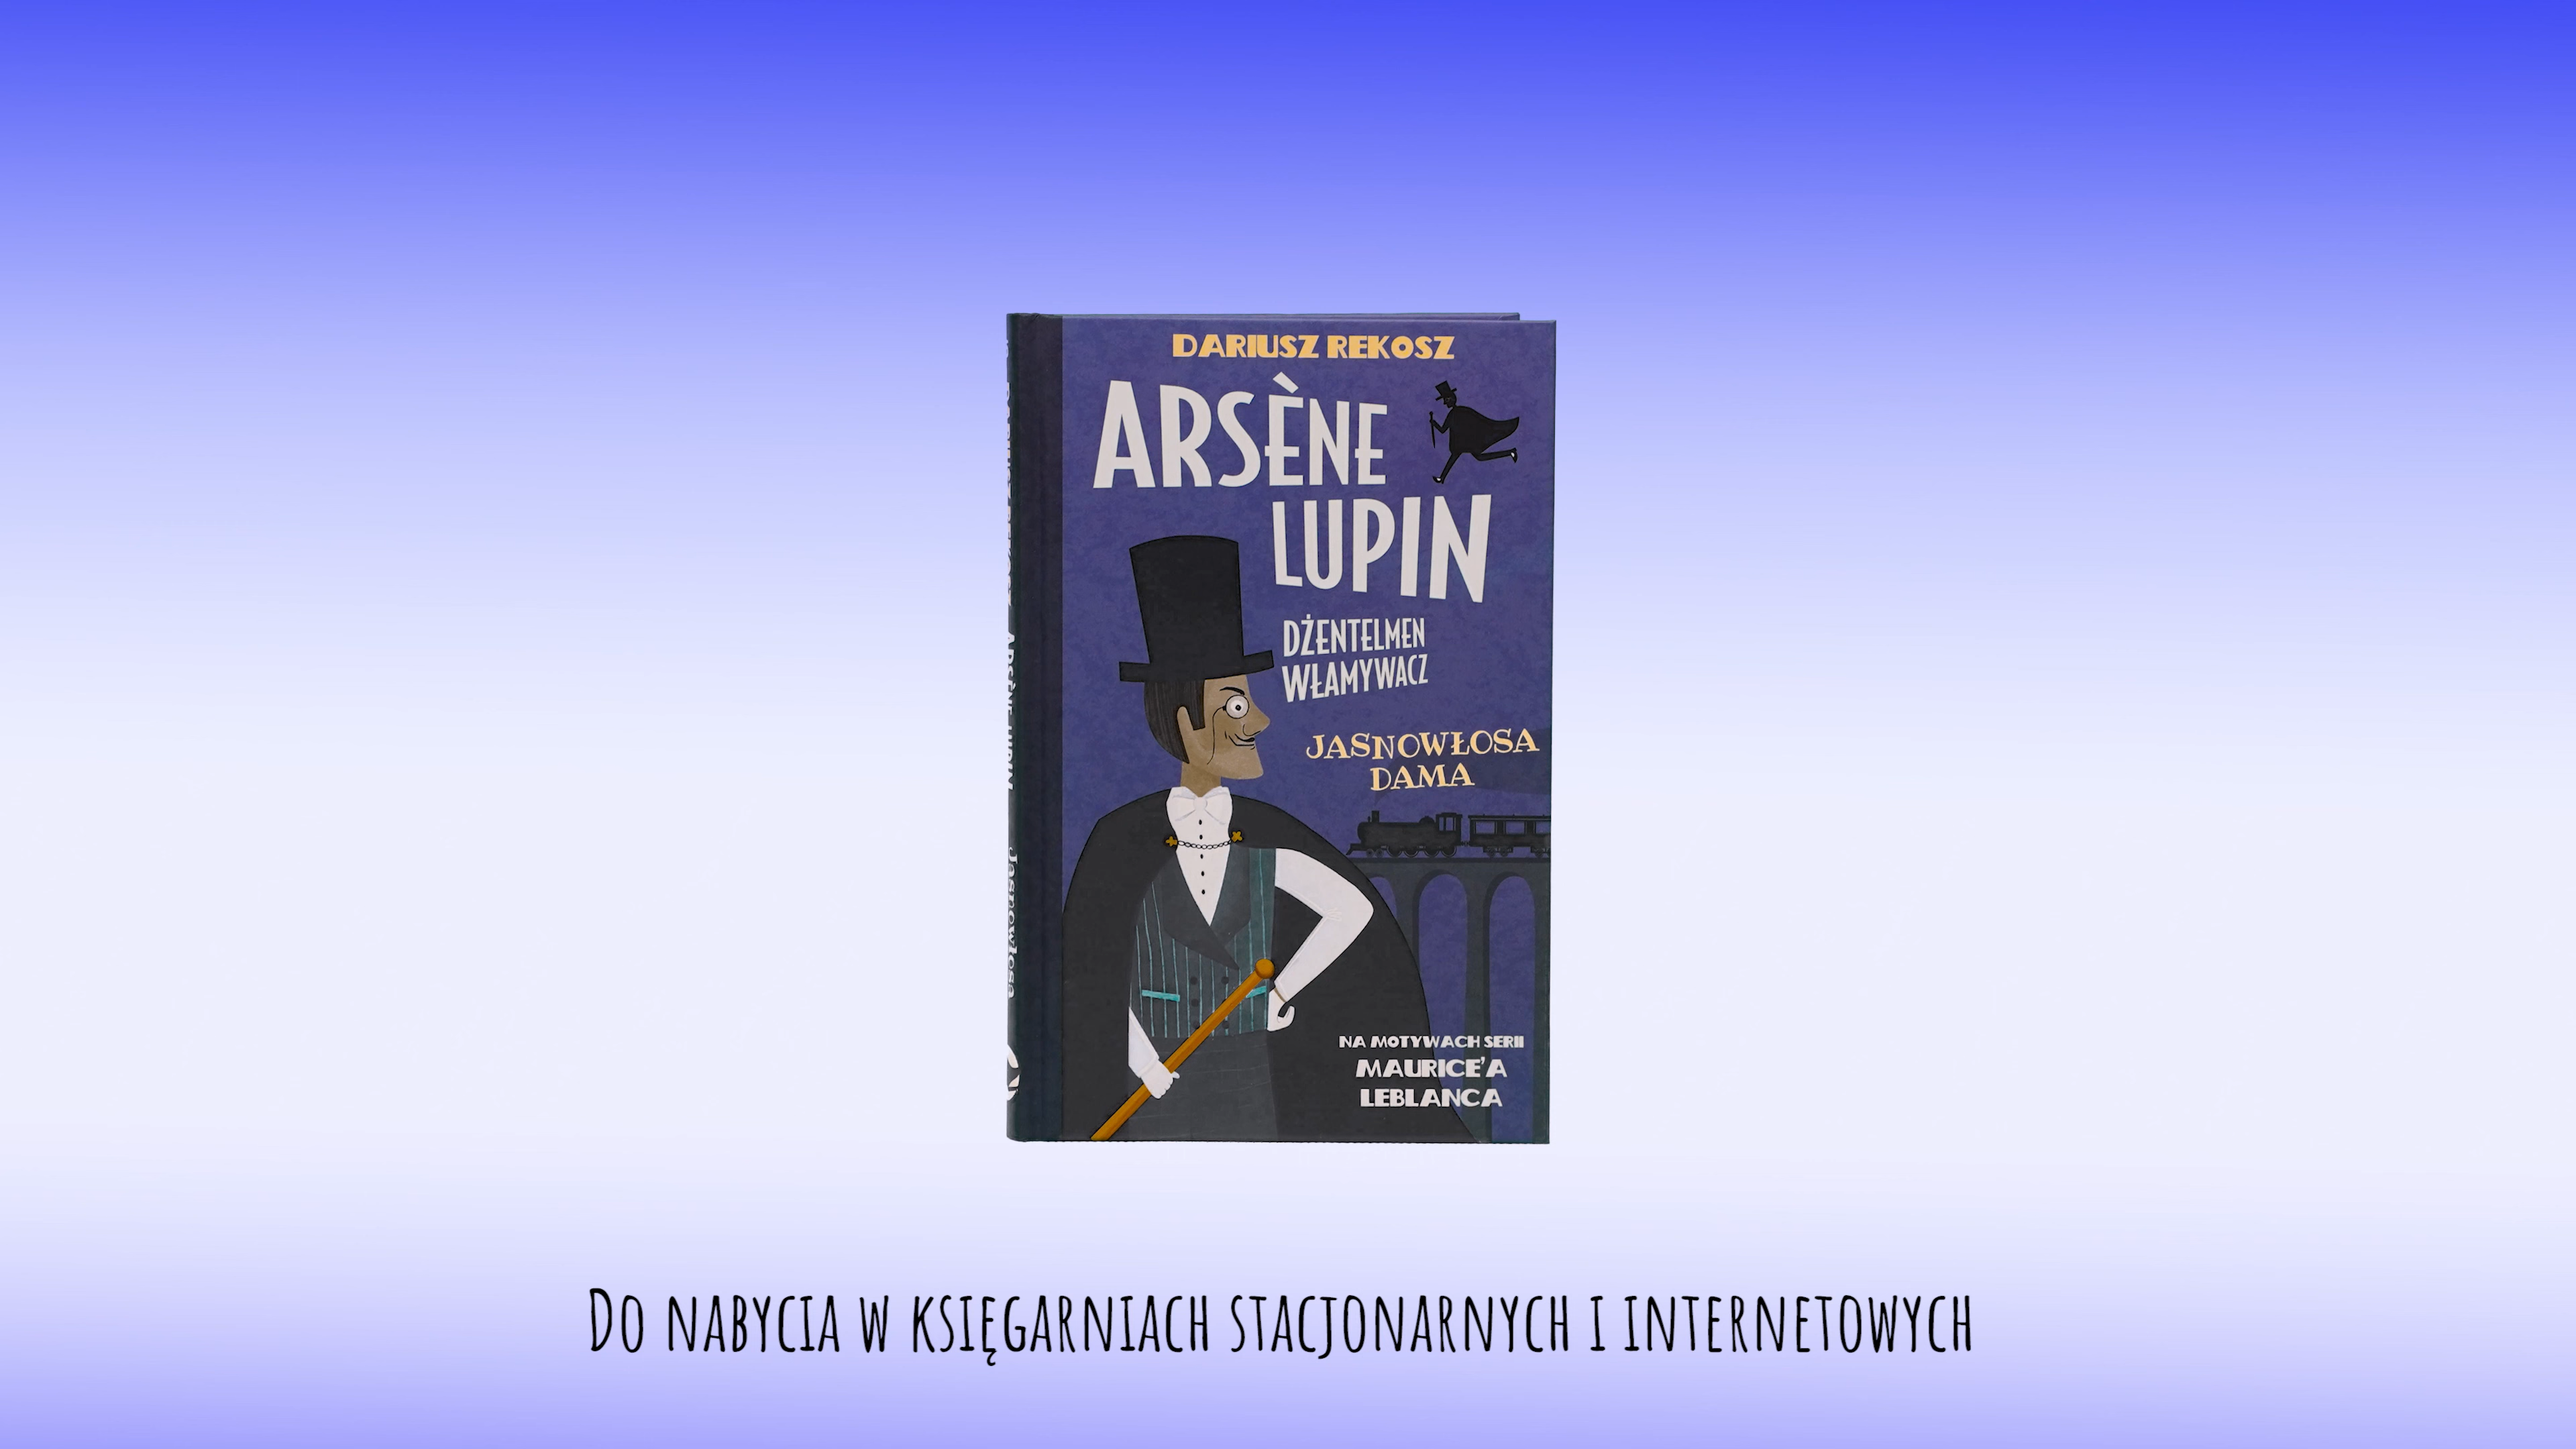 DARIUSZ REKOSZ
ARSÈNE
LUPIN
DŻENTELMEN
WŁAMYWACZ
JASNOWŁOSA
DAMA
NA MOTYWACH SERII
MAURICE'A
LEBLANCA
DO NABYCIA W KSIĘGARNIACH STACJONARNYCH I INTERNETOWYCH